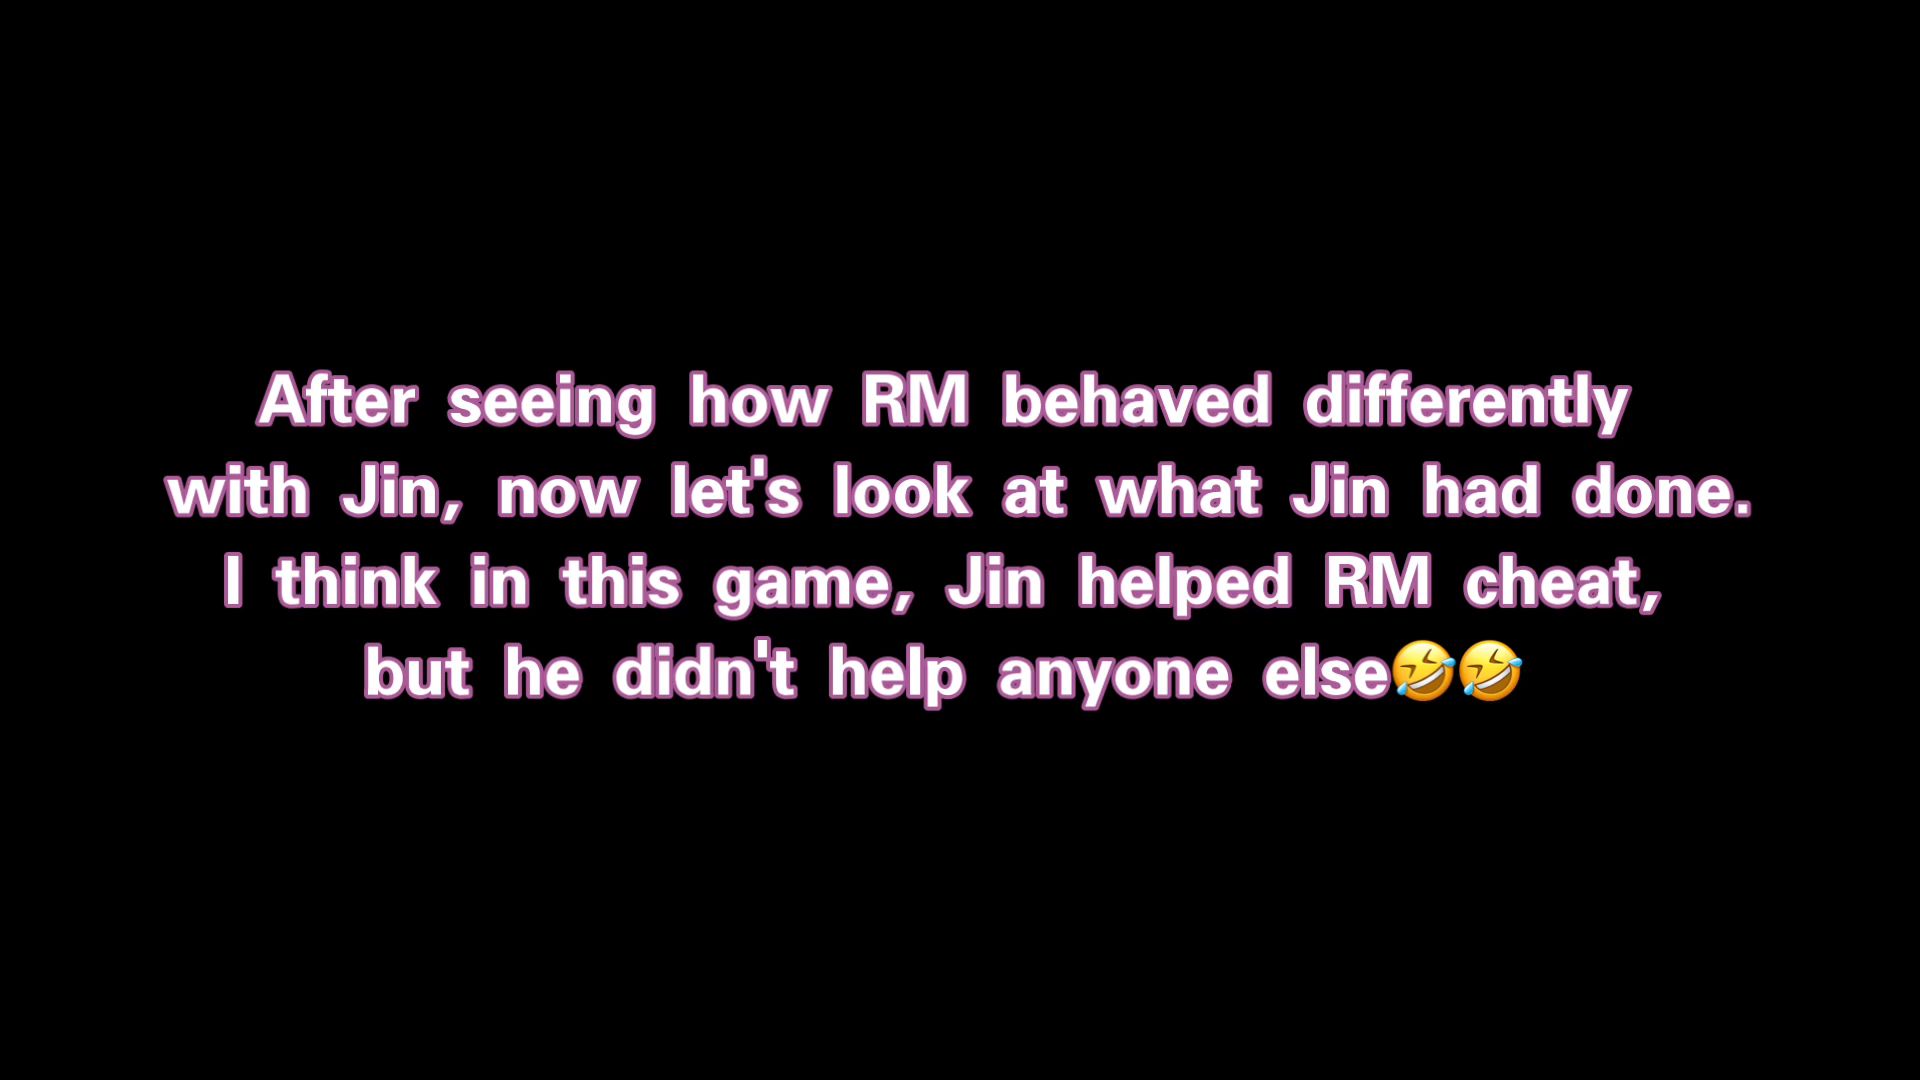 After seeing how RM behaved differently
with Jin, now let's look at what Jin had done.
I think in this game, Jin helped RM cheat,
but he didn't help anyone else🤣🤣